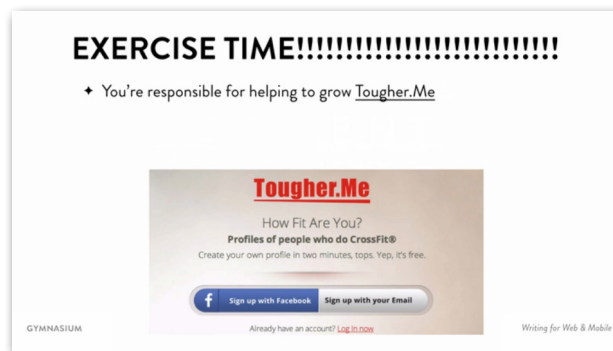 EXERCISE TIME!!!!!!!!!!!!!!!!!!!!!!!!!!!
✦ You're responsible for helping to grow Tougher.Me
Tougher.Me
How Fit Are You?
Profiles of people who do CrossFit®
Create your own profile in two minutes, tops. Yep, it's free.
f Sign up with Facebook Sign up with your Email
Already have an account? Log in now
GYMNASIUM
Writing for Web & Mobile